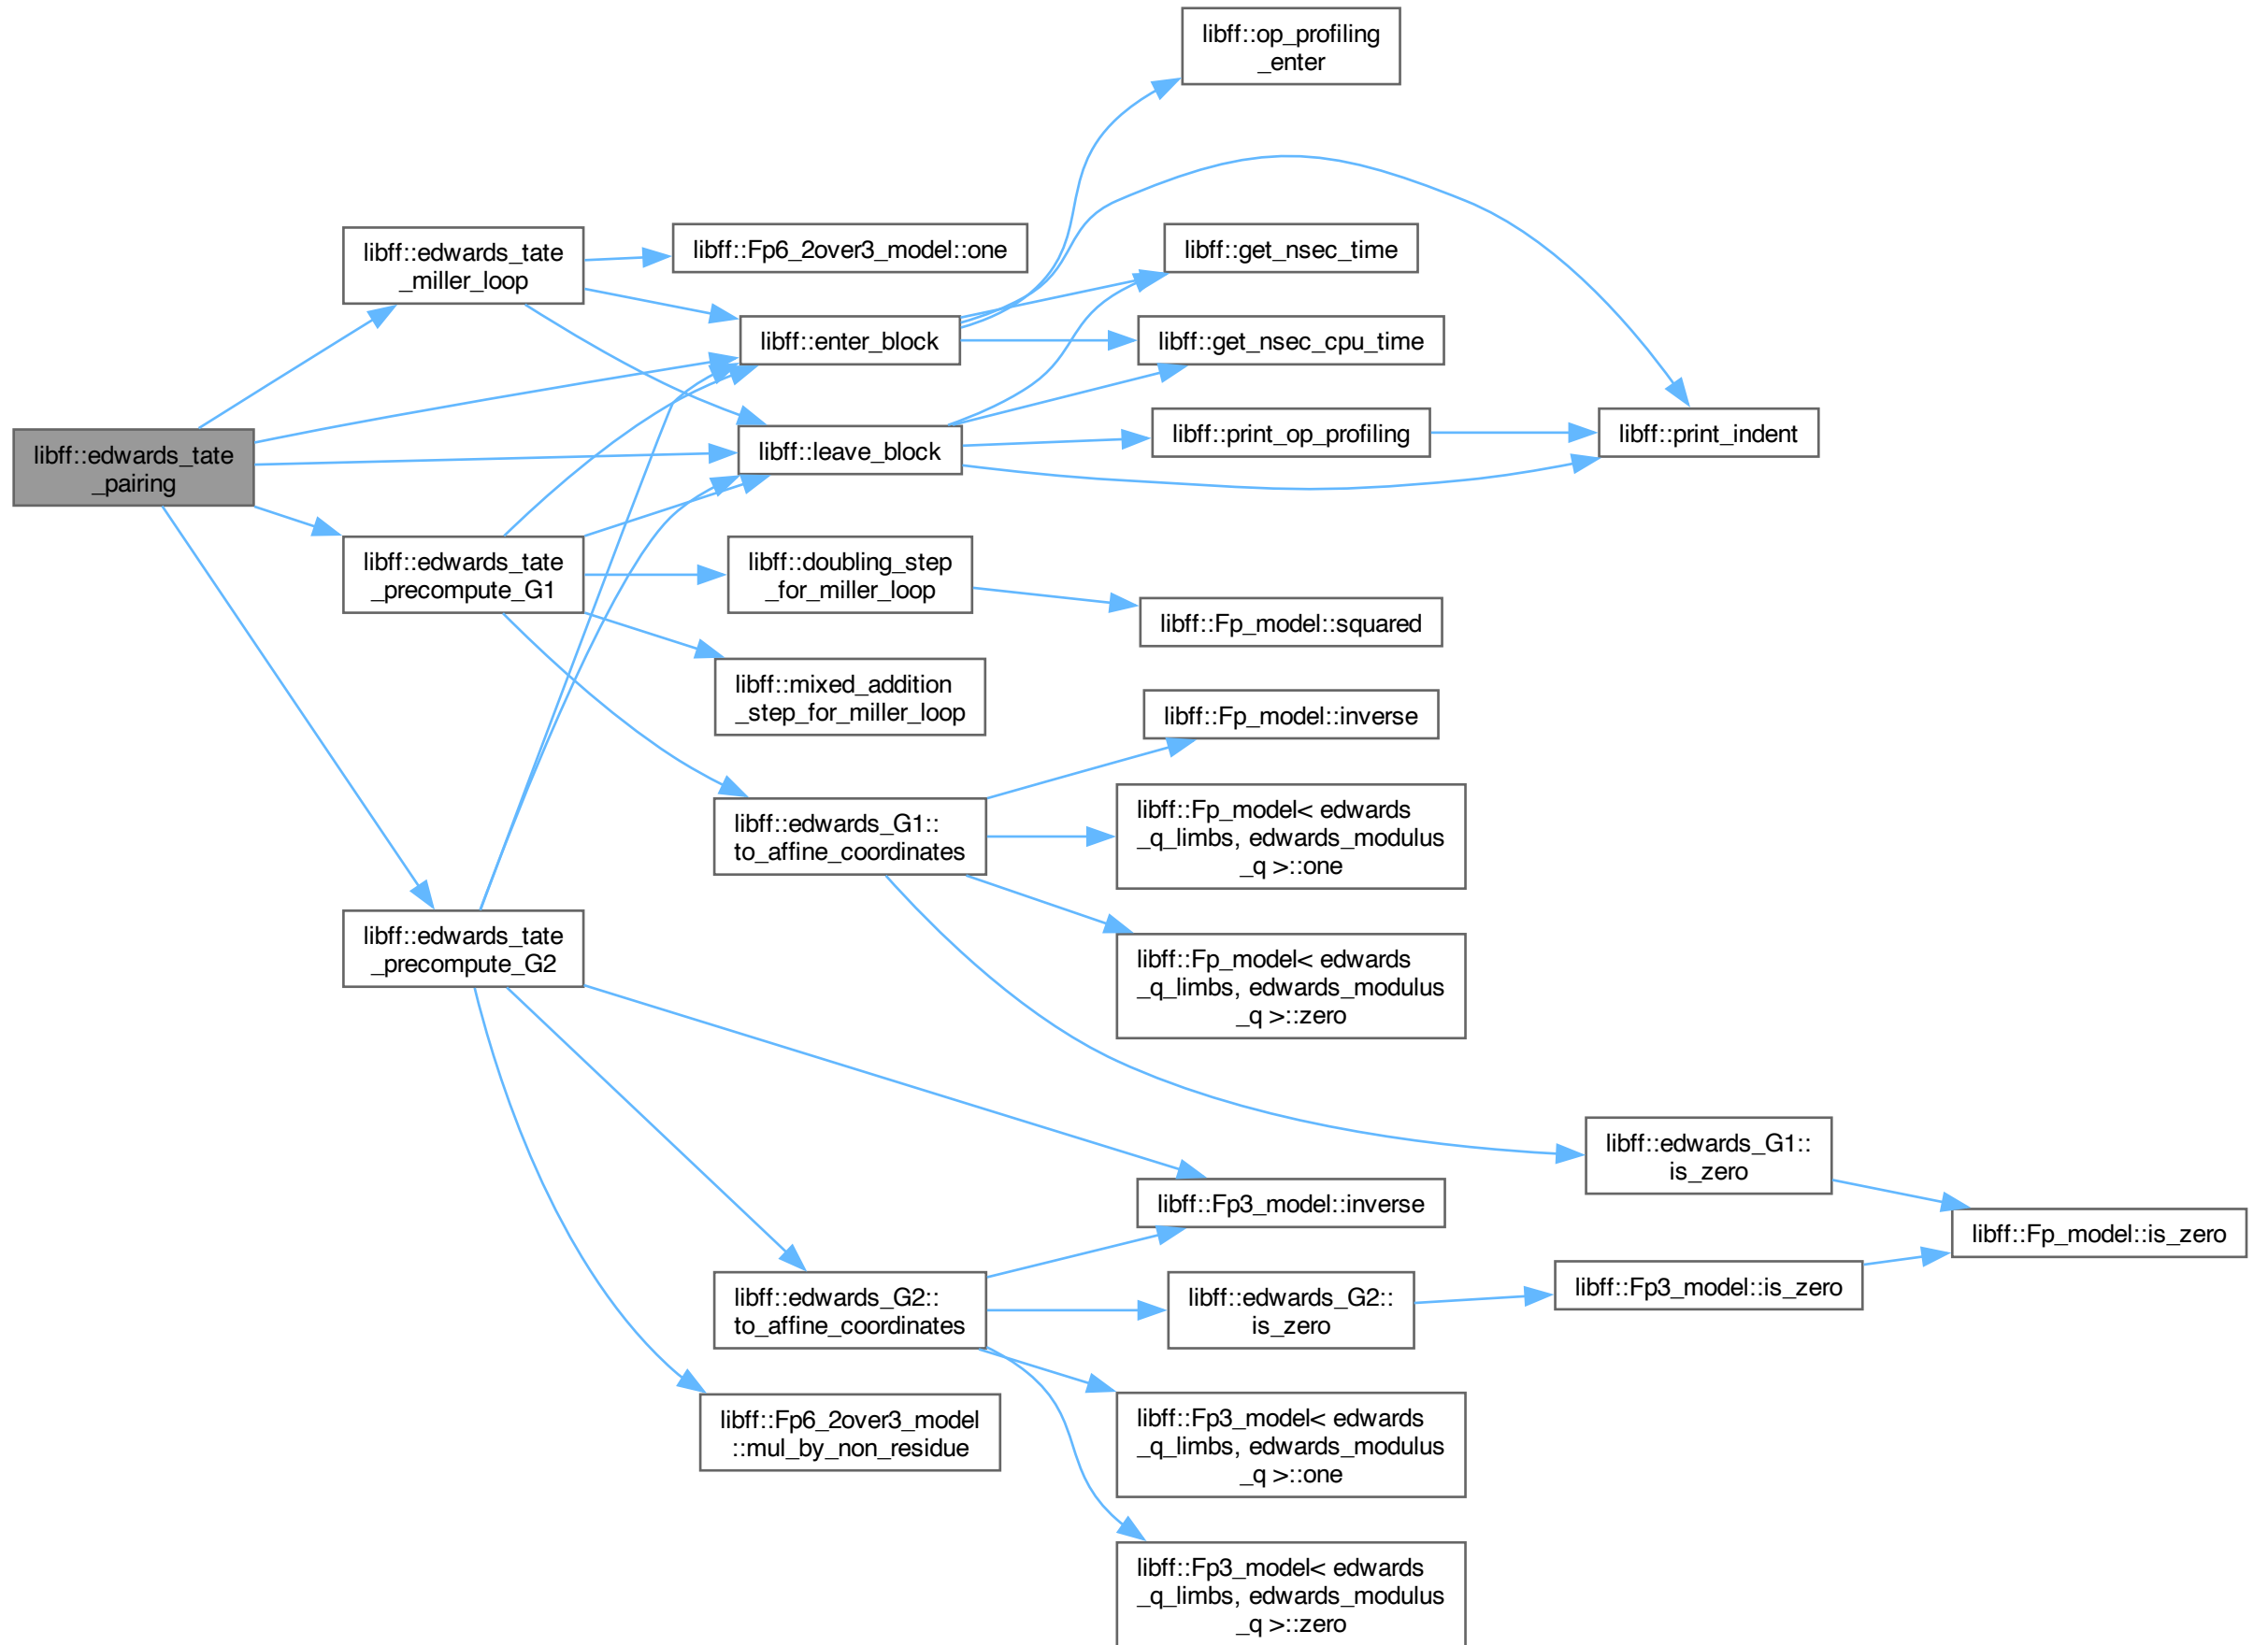 libff::op_profiling
_enter
libff::edwards_tate
_miller_loop
libff::Fp6_2over3_model::one
libff::get_nsec_time
libff::enter_block
libff::get_nsec_cpu_time
libff::edwards_tate
_pairing
libff::leave_block
libff::print_op_profiling
libff::print_indent
libff::edwards_tate
_precompute_G1
libff::doubling_step
_for_miller_loop
libff::Fp_model::squared
libff::mixed_addition
_step_for_miller_loop
libff::Fp_model::inverse
libff::edwards_G1::
to_affine_coordinates
libff::Fp_model< edwards
_q_limbs, edwards_modulus
_q >::one
libff::edwards_tate
_precompute_G2
libff::Fp_model< edwards
_q_limbs, edwards_modulus
_q >::zero
libff::edwards_G1::
is_zero
libff::Fp3_model::inverse
libff::Fp_model::is_zero
libff::edwards_G2::
to_affine_coordinates
libff::edwards_G2::
is_zero
libff::Fp3_model::is_zero
libff::Fp6_2over3_model
::mul_by_non_residue
libff::Fp3_model< edwards
_q_limbs, edwards_modulus
_q >::one
libff::Fp3_model< edwards
_q_limbs, edwards_modulus
_q >::zero